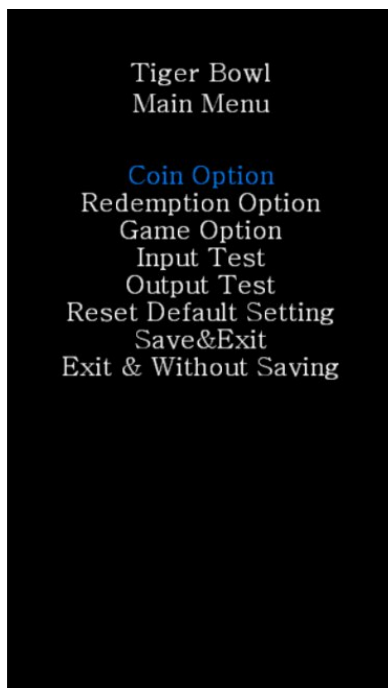 Tiger Bowl
Main Menu
Coin Option
Redemption Option
Game Option
Input Test
Output Test
Reset Default Setting
Save&Exit
Exit & Without Saving